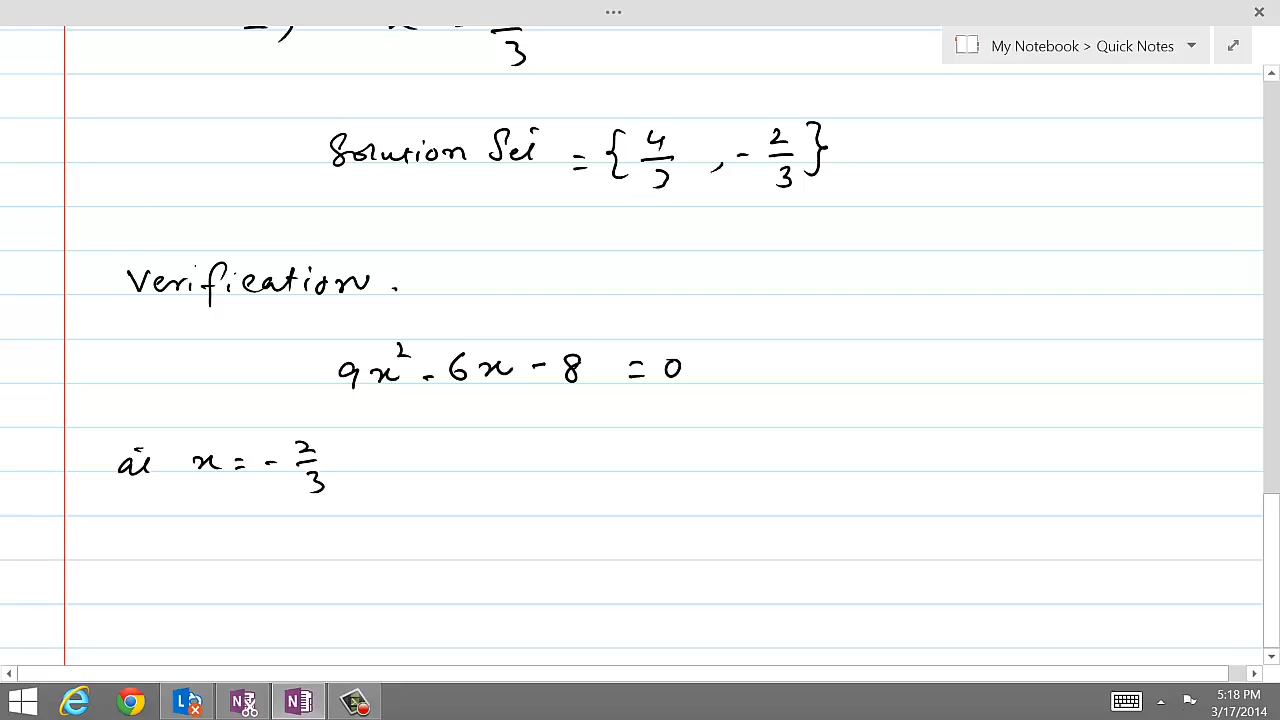 My Notebook > Quick Notes
3
Solution Set = { 4/3 , - 2/3 }
Verification.
9x² - 6x - 8 = 0
at x = - 2/3
5:18 PM
3/17/2014